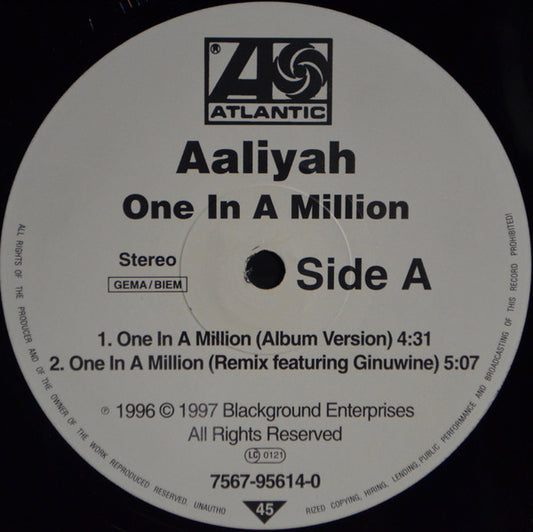 ®
ATLANTIC
Aaliyah
One In A Million
Stereo
GEMA/BIEM
Side A
1. One In A Million (Album Version) 4:31
2. One In A Million (Remix featuring Ginuwine) 5:07
℗ 1996 © 1997 Blackground Enterprises
All Rights Reserved
LC 0121
7567-95614-0
45
ALL RIGHTS OF THE PRODUCER AND OF THE OWNER OF THE WORK REPRODUCED RESERVED. UNAUTHO RIZED COPYING, HIRING, LENDING, PUBLIC PERFORMANCE AND BROADCASTING OF THIS RECORD PROHIBITED!